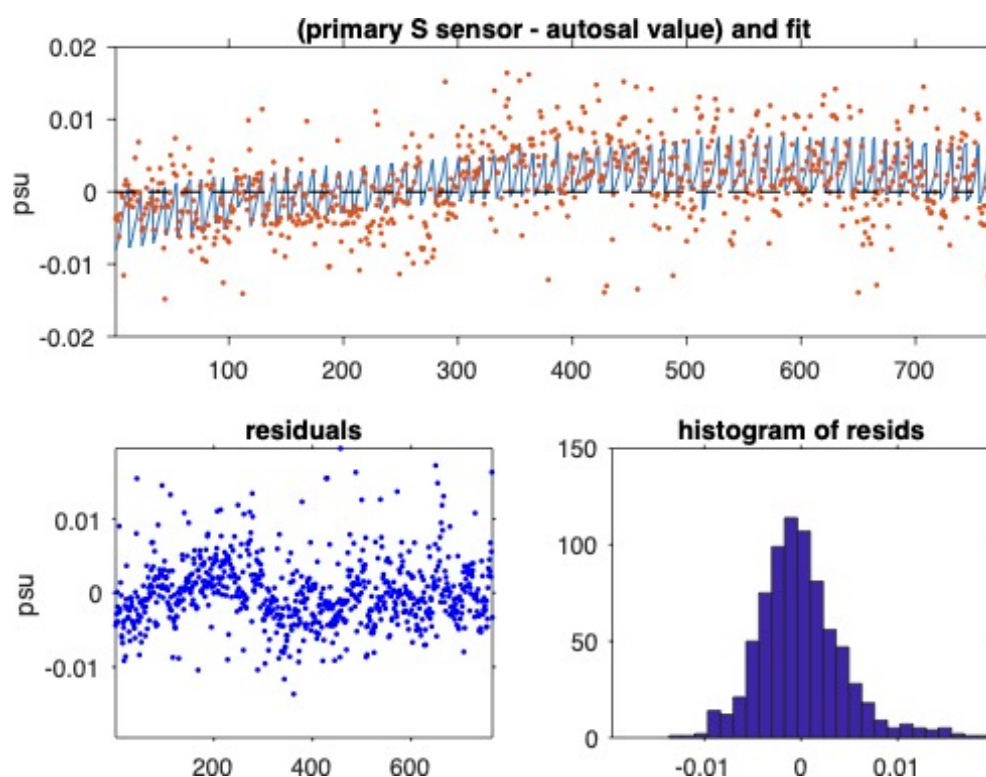 (primary S sensor - autosal value) and fit
0.02
0.01
0
-0.01
-0.02
psu
100 200 300 400 500 600 700
residuals
0.01
0
-0.01
psu
200 600
histogram of resids
150
100
50
0
-0.01 0 0.01